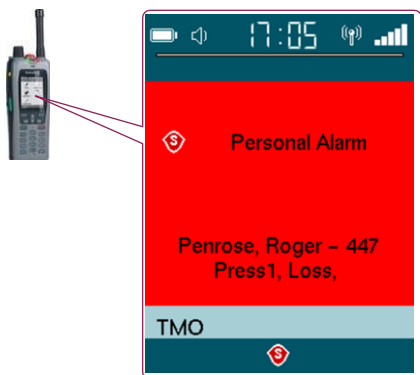 17:05
S
Personal Alarm
Penrose, Roger - 447
Press1, Loss,
TMO
S